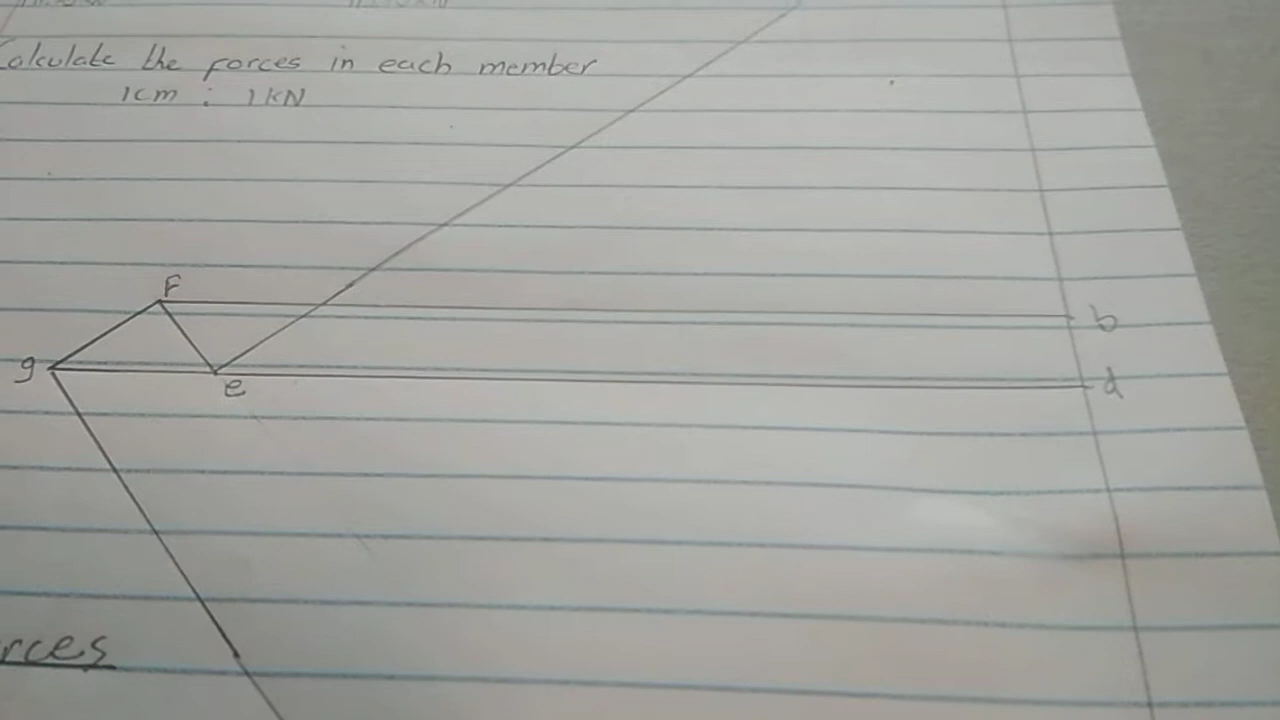 Calculate the forces in each member
1cm : 1KN
F
b
g
e
d
rces